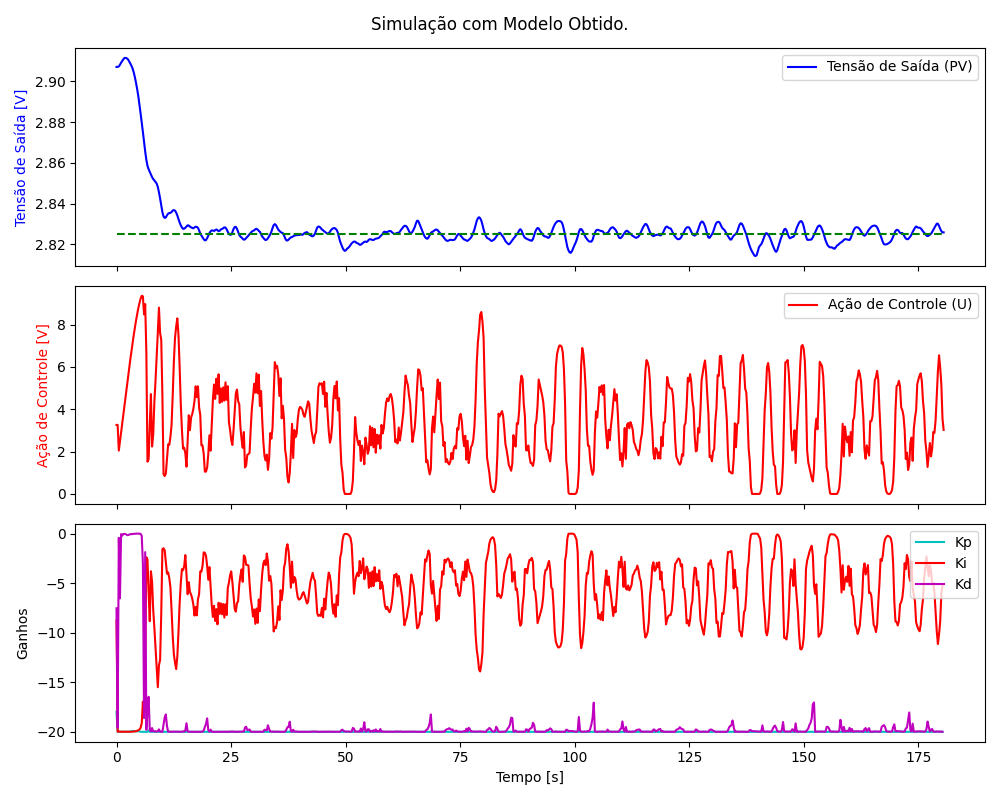 Simulação com Modelo Obtido.
Tensão de Saída [V]
2.90
2.88
2.86
2.84
2.82
Tensão de Saída (PV)
Ação de Controle [V]
8
6
4
2
0
Ação de Controle (U)
Ganhos
0
−5
−10
−15
−20
Kp
Ki
Kd
0 25 50 75 100 125 150 175
Tempo [s]